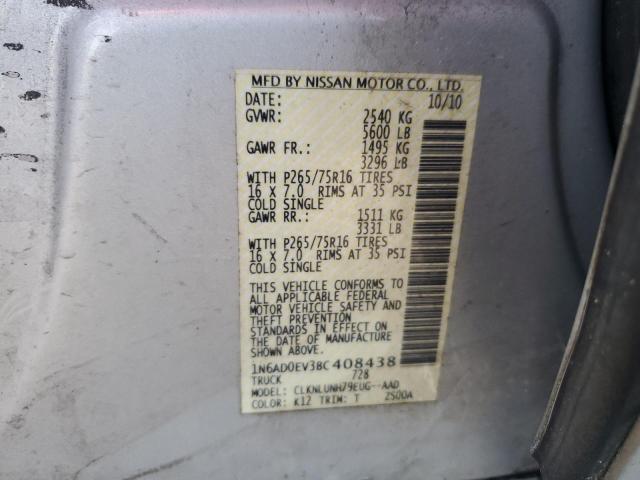 MFD BY NISSAN MOTOR CO., LTD.
DATE: 10/10
GVWR: 2540 KG
5600 LB
GAWR FR.: 1495 KG
3296 LB
WITH P265/75R16 TIRES
16 X 7.0 RIMS AT 35 PSI
COLD SINGLE
GAWR RR.: 1511 KG
3331 LB
WITH P265/75R16 TIRES
16 X 7.0 RIMS AT 35 PSI
COLD SINGLE
THIS VEHICLE CONFORMS TO
ALL APPLICABLE FEDERAL
MOTOR VEHICLE SAFETY AND
THEFT PREVENTION
STANDARDS IN EFFECT ON
THE DATE OF MANUFACTURE
SHOWN ABOVE.
1N6AD0EV3BC408438
TRUCK 728
MODEL: CLKNLUNH79EUG--AAD
COLOR: K12 TRIM: T 2500A